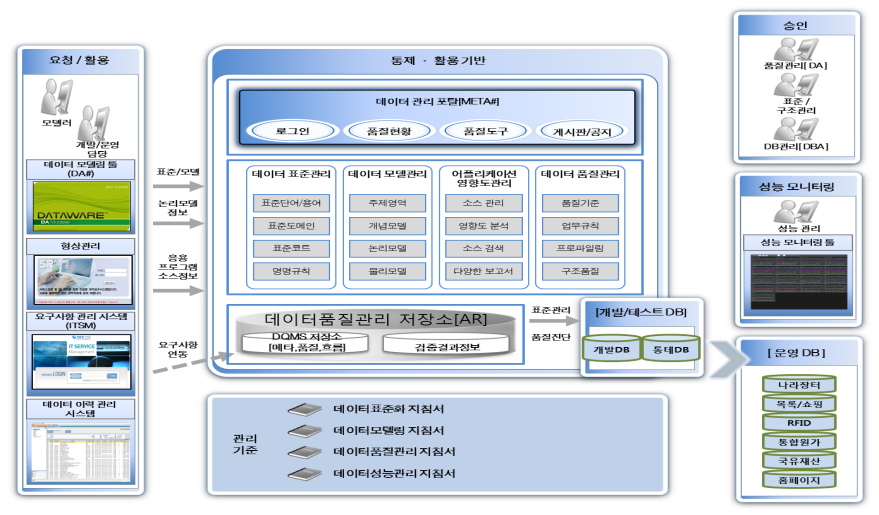 요청 / 활용
모델러
개발/운영
담당
데이터 모델링 툴
(DA#)
DATAWARE
DA Modeler
형상관리
요구사항 관리 시스템
(ITSM)
IT SERVICE
Management
LOGIN
데이터 이력 관리
시스템
표준/모델
논리모델
정보
응용
프로그램
소스정보
요구사항
연동
통제 - 활용기반
데이터 관리 포탈[META#]
로그인
품질현황
품질도구
게시판/공지
데이터 표준관리
표준단어/용어
표준도메인
표준코드
명명규칙
데이터 모델관리
주제영역
개념모델
논리모델
물리모델
어플리케이션
영향도관리
소스 관리
영향도 분석
소스 검색
다양한 보고서
데이터 품질관리
품질기준
업무규칙
프로파일링
구조품질
데이터품질관리 저장소[AR]
DQMS 저장소
[메타,품질,흐름]
검증결과정보
표준관리
품질진단
[개발/테스트 DB]
개발DB
통테DB
관리
기준
데이터표준화 지침서
데이터모델링 지침서
데이터품질관리 지침서
데이터성능관리 지침서
승인
품질관리[DA]
표준 /
구조관리
DB관리[DBA]
성능 모니터링
성능 관리
성능 모니터링 툴
[운영 DB]
나라장터
목록/쇼핑
RFID
통합원가
국유재산
홈페이지